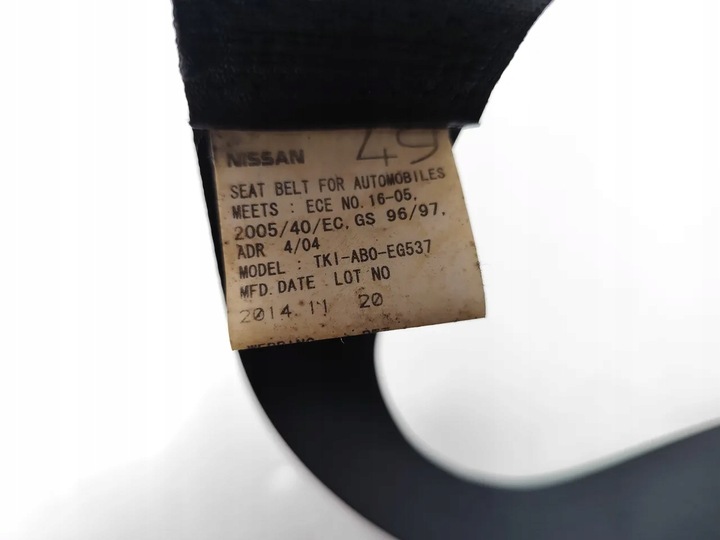 NISSAN 49
SEAT BELT FOR AUTOMOBILES
MEETS : ECE NO. 16-05,
2005/40/EC, GS 96/97,
ADR 4/04
MODEL : TKI-AB0-EG537
MFD. DATE LOT NO
2014.11 20